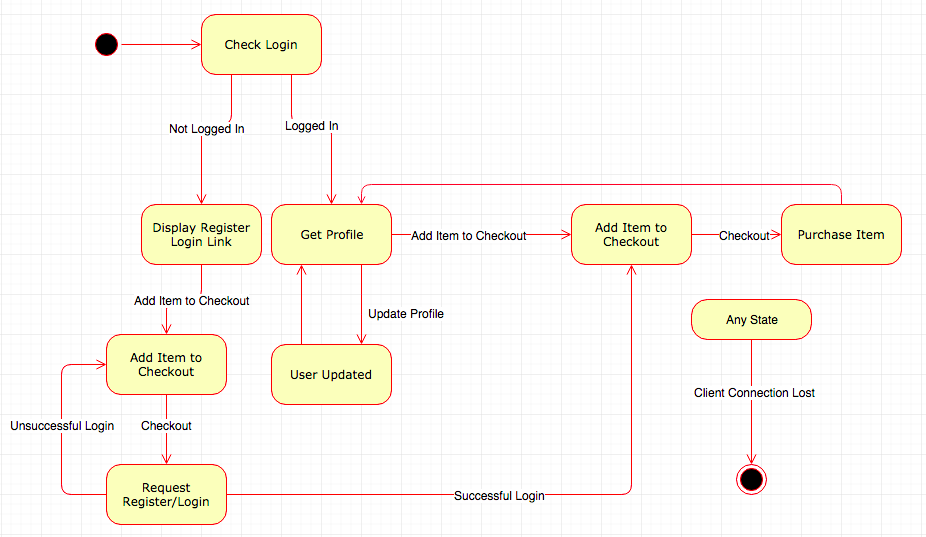 Check Login
Not Logged In
Logged In
Display Register
Login Link
Get Profile
Add Item to Checkout
Add Item to
Checkout
Checkout
Purchase Item
Add Item to Checkout
Update Profile
Any State
Add Item to
Checkout
User Updated
Client Connection Lost
Unsuccessful Login
Checkout
Request
Register/Login
Successful Login